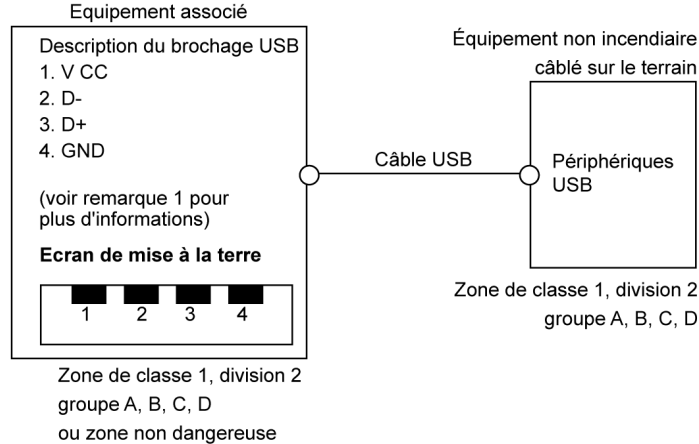 Equipement associé
Description du brochage USB
1. V CC
2. D-
3. D+
4. GND
(voir remarque 1 pour
plus d'informations)
Ecran de mise à la terre
1 2 3 4
Zone de classe 1, division 2
groupe A, B, C, D
ou zone non dangereuse
Câble USB
Équipement non incendiaire
câblé sur le terrain
Périphériques
USB
Zone de classe 1, division 2
groupe A, B, C, D